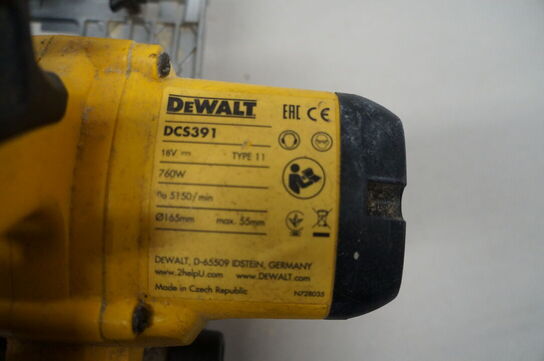 DEWALT
EAC CE
DCS391
18V TYPE 11
760W
n0 5150/min
Ø165mm max. 55mm
DEWALT, D-65509 IDSTEIN, GERMANY
www.2helpU.com www.DEWALT.com
Made in Czech Republic N728035